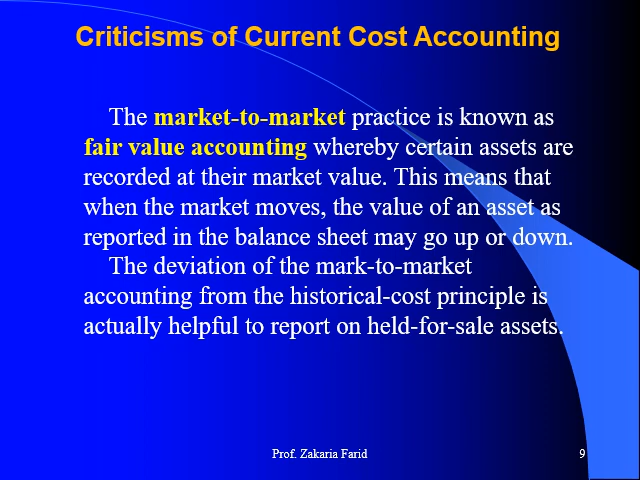 Criticisms of Current Cost Accounting
The market-to-market practice is known as
fair value accounting whereby certain assets are
recorded at their market value. This means that
when the market moves, the value of an asset as
reported in the balance sheet may go up or down.
The deviation of the mark-to-market
accounting from the historical-cost principle is
actually helpful to report on held-for-sale assets.
Prof. Zakaria Farid
9